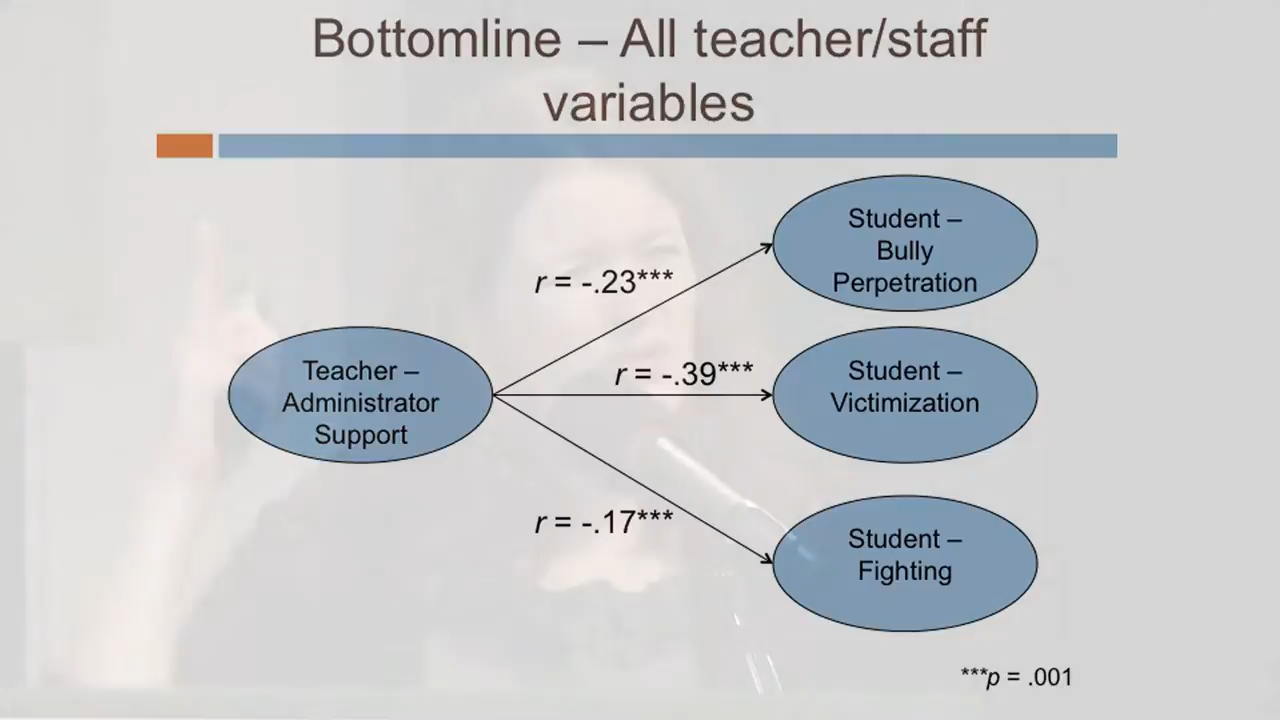 Bottomline – All teacher/staff
variables
Student –
Bully
Perpetration
r = -.23***
Teacher –
Administrator
Support
r = -.39***
Student –
Victimization
r = -.17***
Student –
Fighting
***p = .001